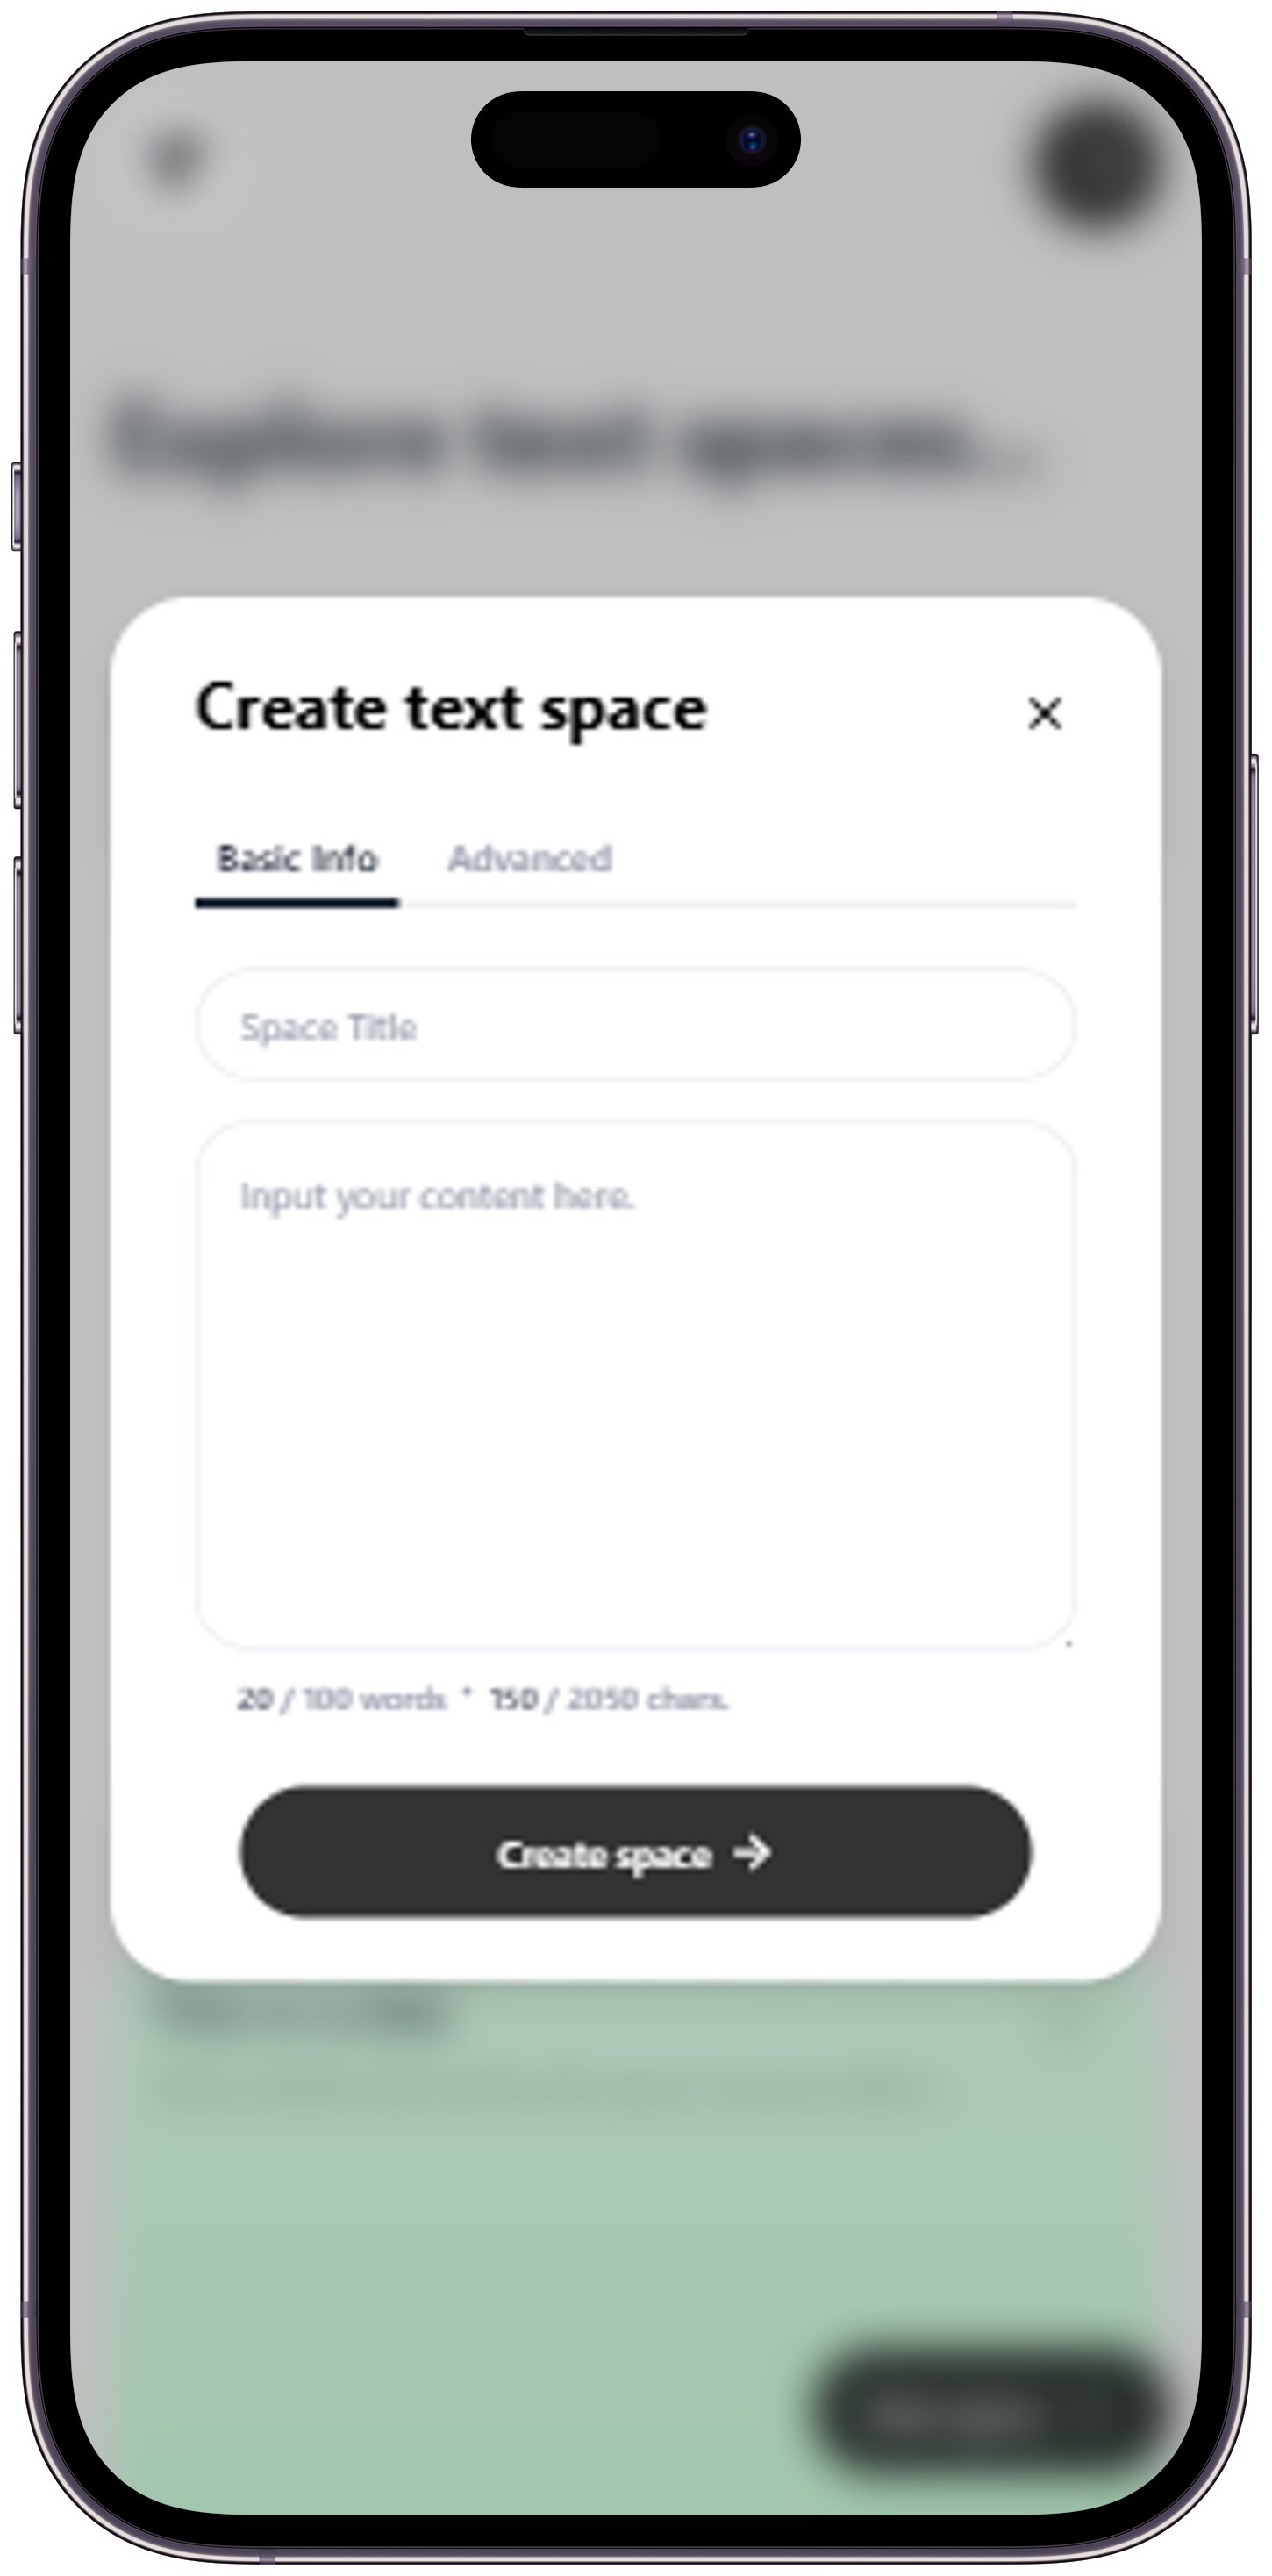 Explore text spaces...
Create text space
Basic Info
Advanced
Space Title
Input your content here.
20 / 100 words • 150 / 2050 chars.
Create space →